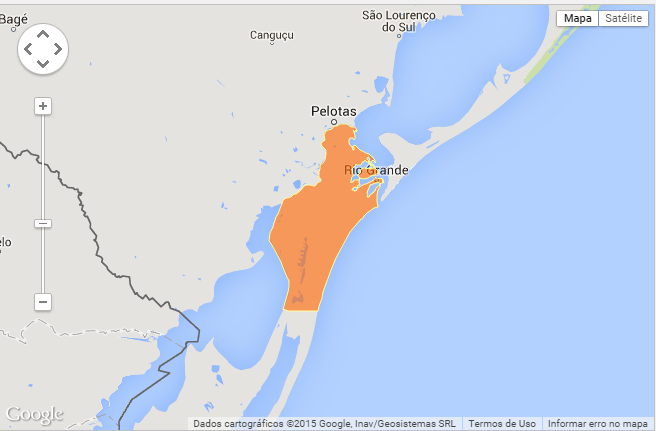 Bagé
São Lourenço
do Sul
Mapa
Satélite
Canguçu
Pelotas
Rio Grande
elo
Google
Dados cartográficos ©2015 Google, Inav/Geosistemas SRL
Termos de Uso
Informar erro no mapa